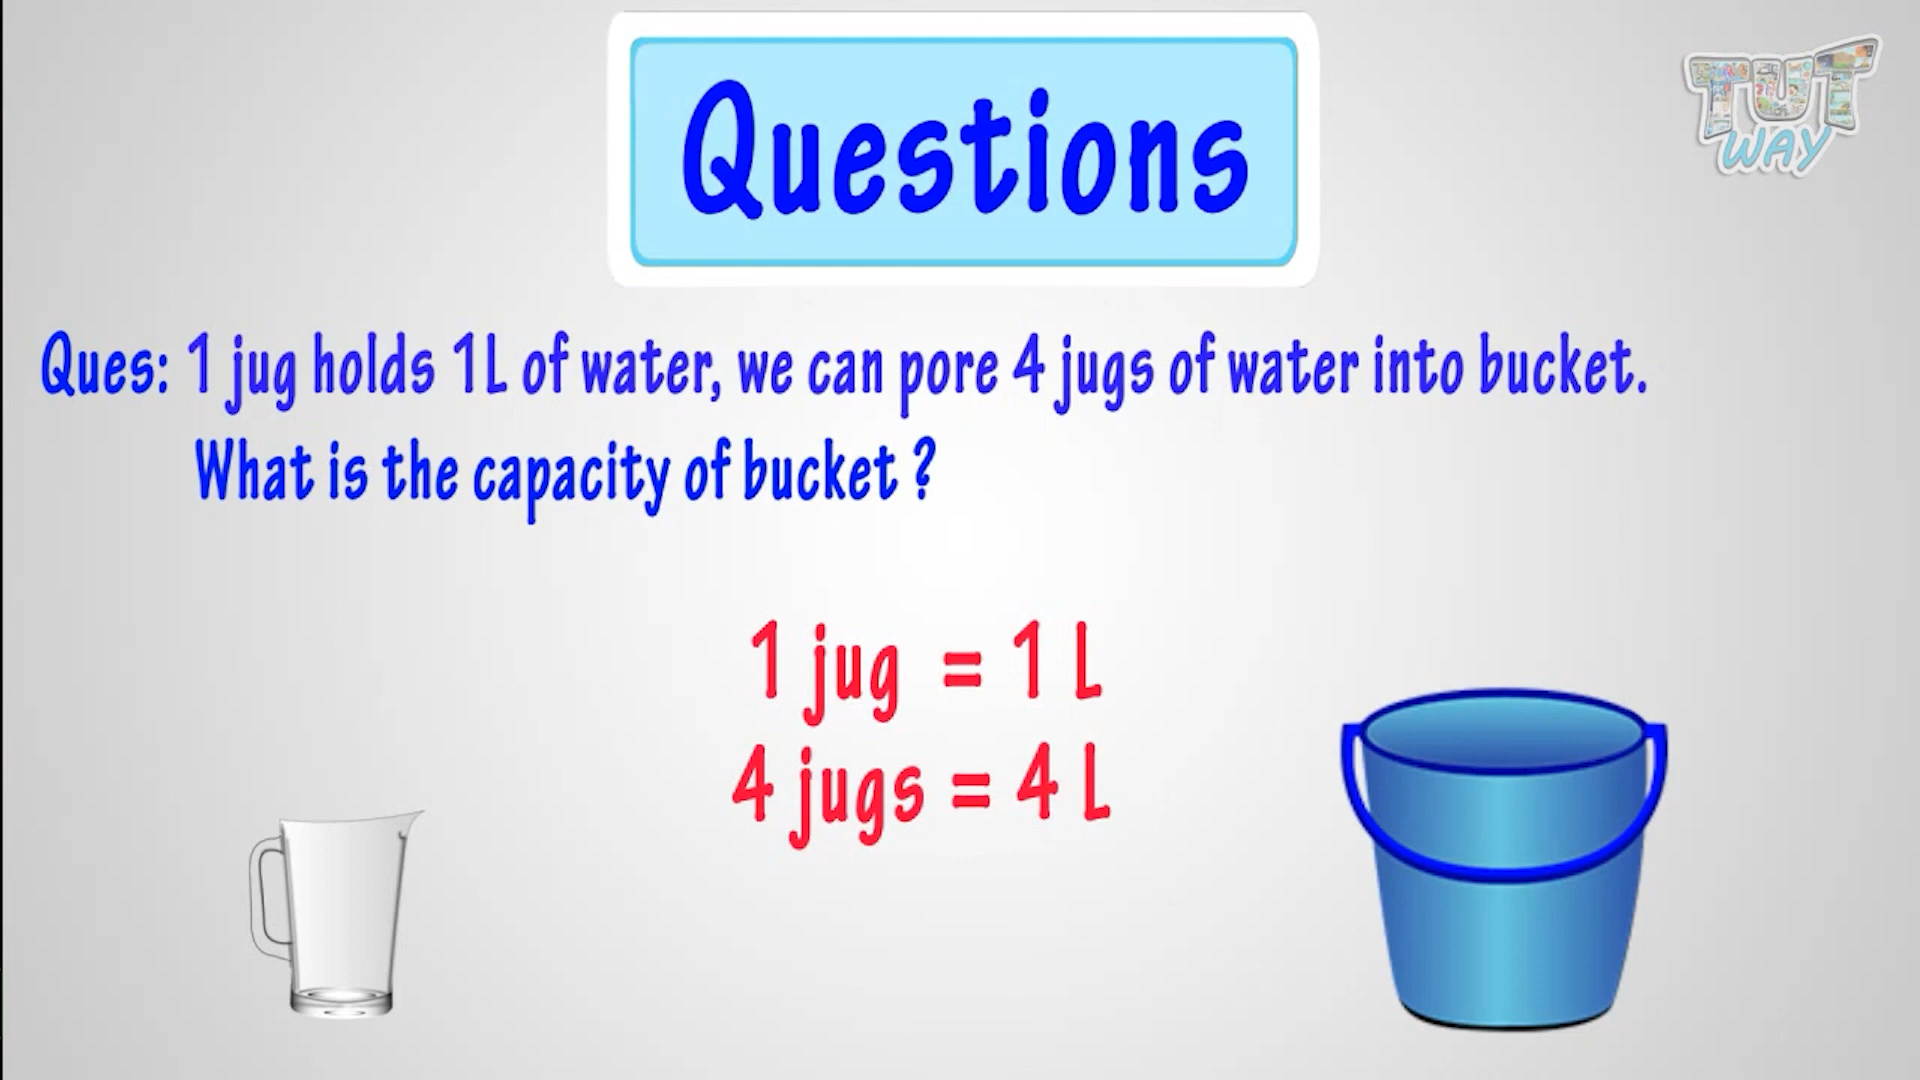 Questions
TUT
WAY
Ques: 1 jug holds 1L of water, we can pore 4 jugs of water into bucket.
What is the capacity of bucket ?
1 jug = 1 L
4 jugs = 4 L